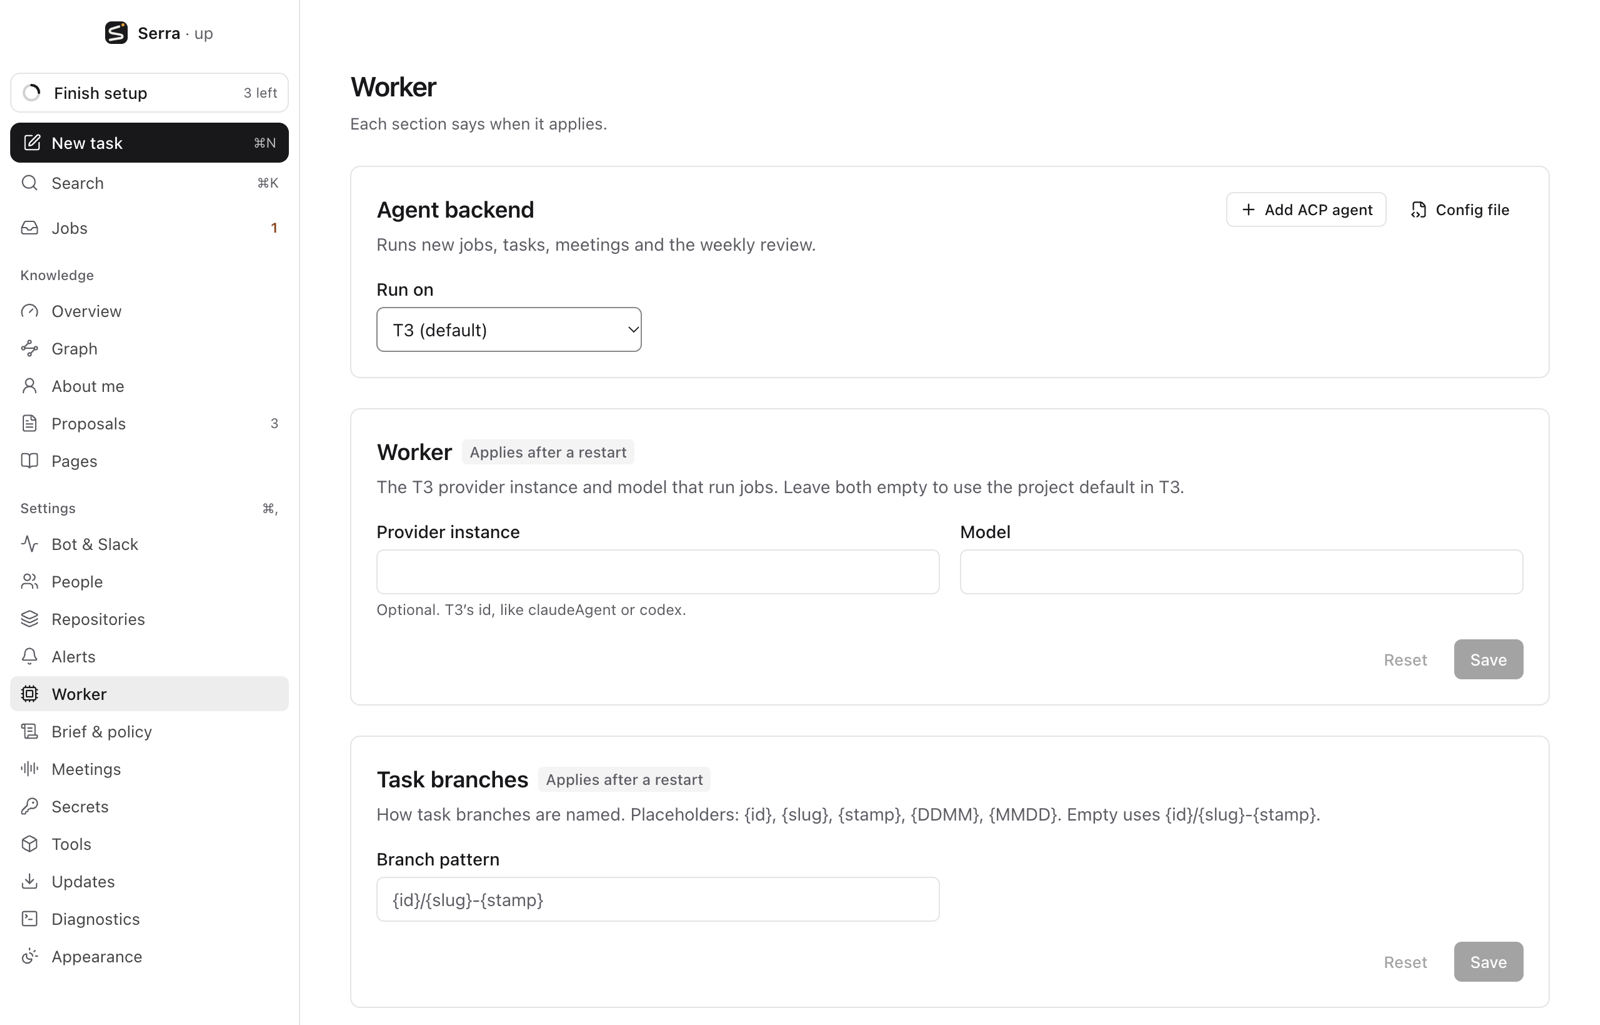 Serra · up
Finish setup 3 left
New task ⌘N
Search ⌘K
Jobs 1
Knowledge
Overview
Graph
About me
Proposals 3
Pages
Settings ⌘,
Bot & Slack
People
Repositories
Alerts
Worker
Brief & policy
Meetings
Secrets
Tools
Updates
Diagnostics
Appearance
Worker
Each section says when it applies.
Agent backend
Add ACP agent
Config file
Runs new jobs, tasks, meetings and the weekly review.
Run on
T3 (default)
Worker Applies after a restart
The T3 provider instance and model that run jobs. Leave both empty to use the project default in T3.
Provider instance Model
Optional. T3’s id, like claudeAgent or codex.
Reset Save
Task branches Applies after a restart
How task branches are named. Placeholders: {id}, {slug}, {stamp}, {DDMM}, {MMDD}. Empty uses {id}/{slug}-{stamp}.
Branch pattern
{id}/{slug}-{stamp}
Reset Save